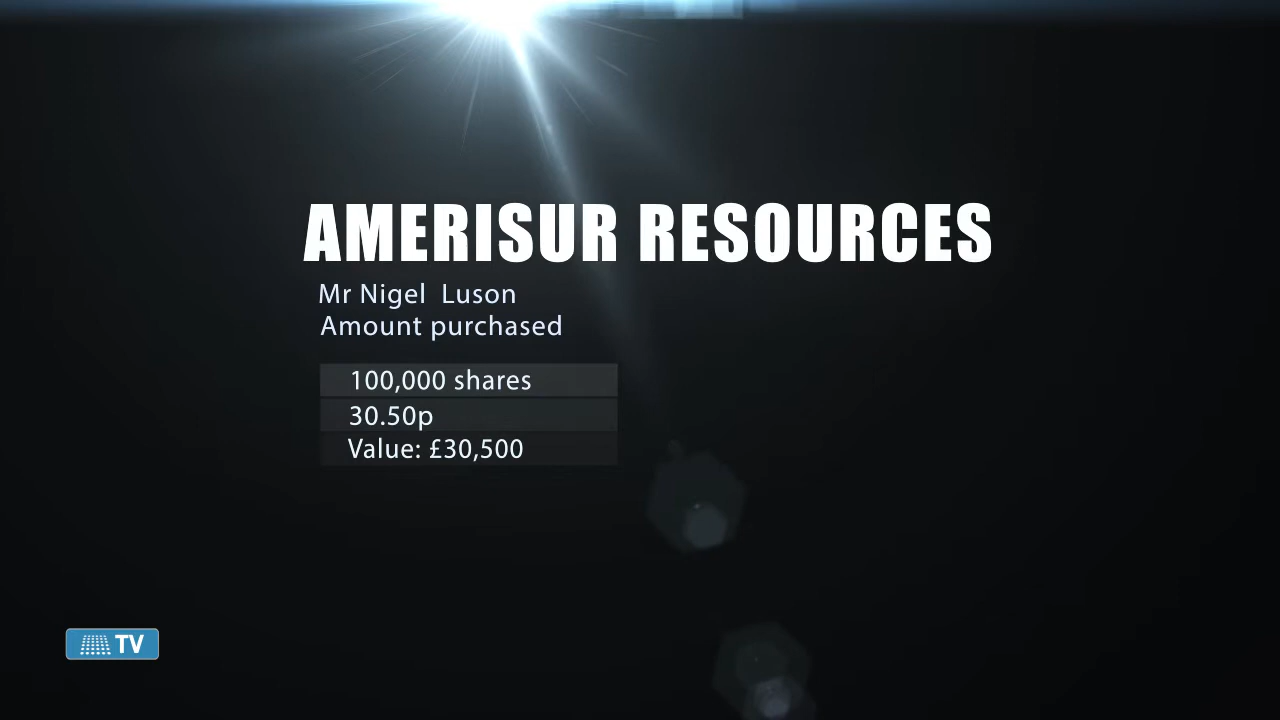 AMERISUR RESOURCES
Mr Nigel Luson
Amount purchased
100,000 shares
30.50p
Value: £30,500
TV